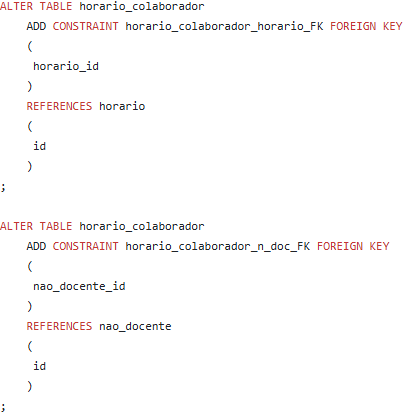 ALTER TABLE horario_colaborador
    ADD CONSTRAINT horario_colaborador_horario_FK FOREIGN KEY
    (
     horario_id
    )
    REFERENCES horario
    (
     id
    )
;

ALTER TABLE horario_colaborador
    ADD CONSTRAINT horario_colaborador_n_doc_FK FOREIGN KEY
    (
     nao_docente_id
    )
    REFERENCES nao_docente
    (
     id
    )
;